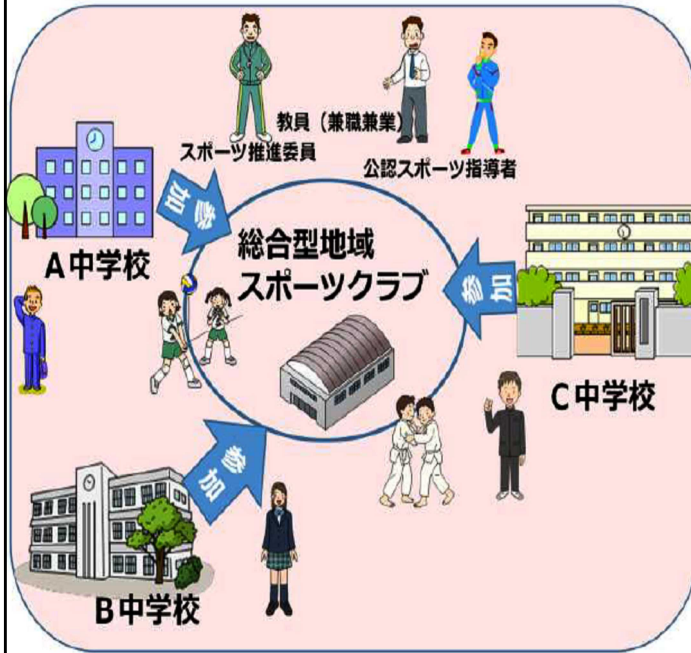 教員（兼職兼業）
スポーツ推進委員
公認スポーツ指導者
参加
総合型地域
スポーツクラブ
A中学校
参加
C中学校
参加
B中学校